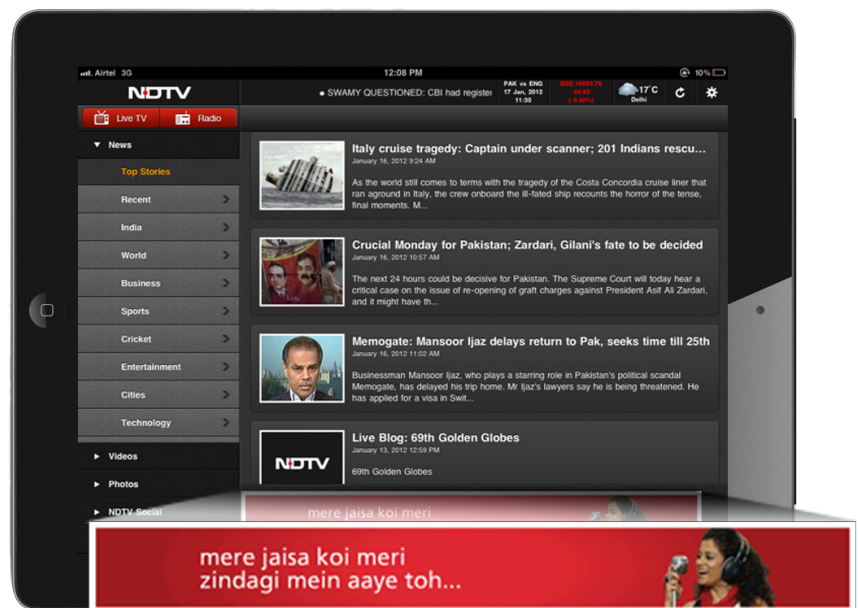 Airtel 3G
12:08 PM
10%
NDTV
SWAMY QUESTIONED: CBI had register
PAK vs ENG
17 Jan, 2012
11:30
17°C
Delhi
Live TV
Radio
News
Top Stories
Recent
India
World
Business
Sports
Cricket
Entertainment
Cities
Technology
Videos
Photos
NDTV Social
Italy cruise tragedy: Captain under scanner; 201 Indians rescu...
January 16, 2012 9:24 AM
As the world still comes to terms with the tragedy of the Costa Concordia cruise liner that
ran aground in Italy, the crew onboard the ill-fated ship recounts the horror of the tense,
final moments. M...
Crucial Monday for Pakistan; Zardari, Gilani's fate to be decided
January 16, 2012 10:57 AM
The next 24 hours could be decisive for Pakistan. The Supreme Court will today hear a
critical case on the issue of re-opening of graft charges against President Asif Ali Zardari,
and it might have th...
Memogate: Mansoor Ijaz delays return to Pak, seeks time till 25th
January 16, 2012 11:02 AM
Businessman Mansoor Ijaz, who plays a starring role in Pakistan's political scandal
Memogate, has delayed his trip home. Mr Ijaz's lawyers say he is being threatened. He
has applied for a visa in Swit...
NDTV
Live Blog: 69th Golden Globes
January 13, 2012 12:59 PM
69th Golden Globes
mere jaisa koi meri
mere jaisa koi meri
zindagi mein aaye toh...